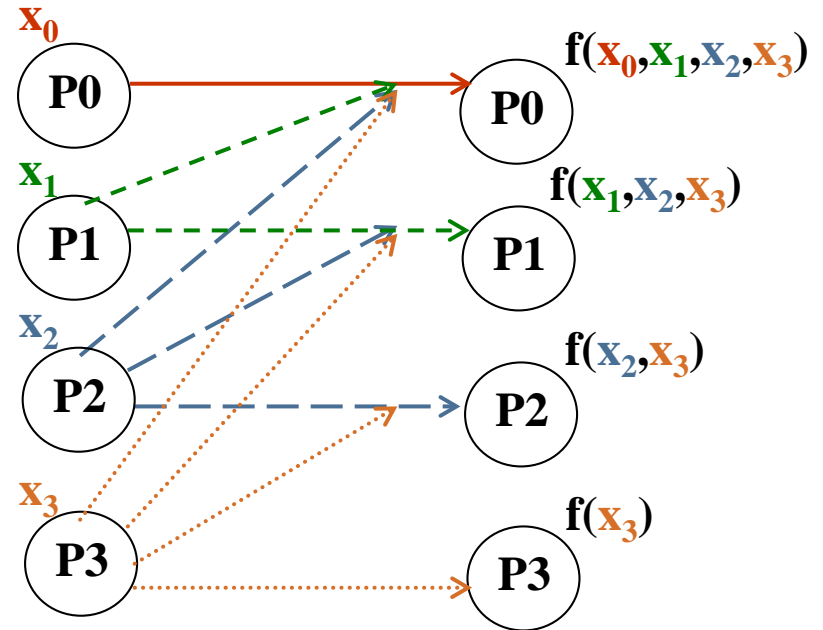 x₀
P0
f(x₀,x₁,x₂,x₃)
P0
x₁
P1
f(x₁,x₂,x₃)
P1
x₂
P2
f(x₂,x₃)
P2
x₃
P3
f(x₃)
P3